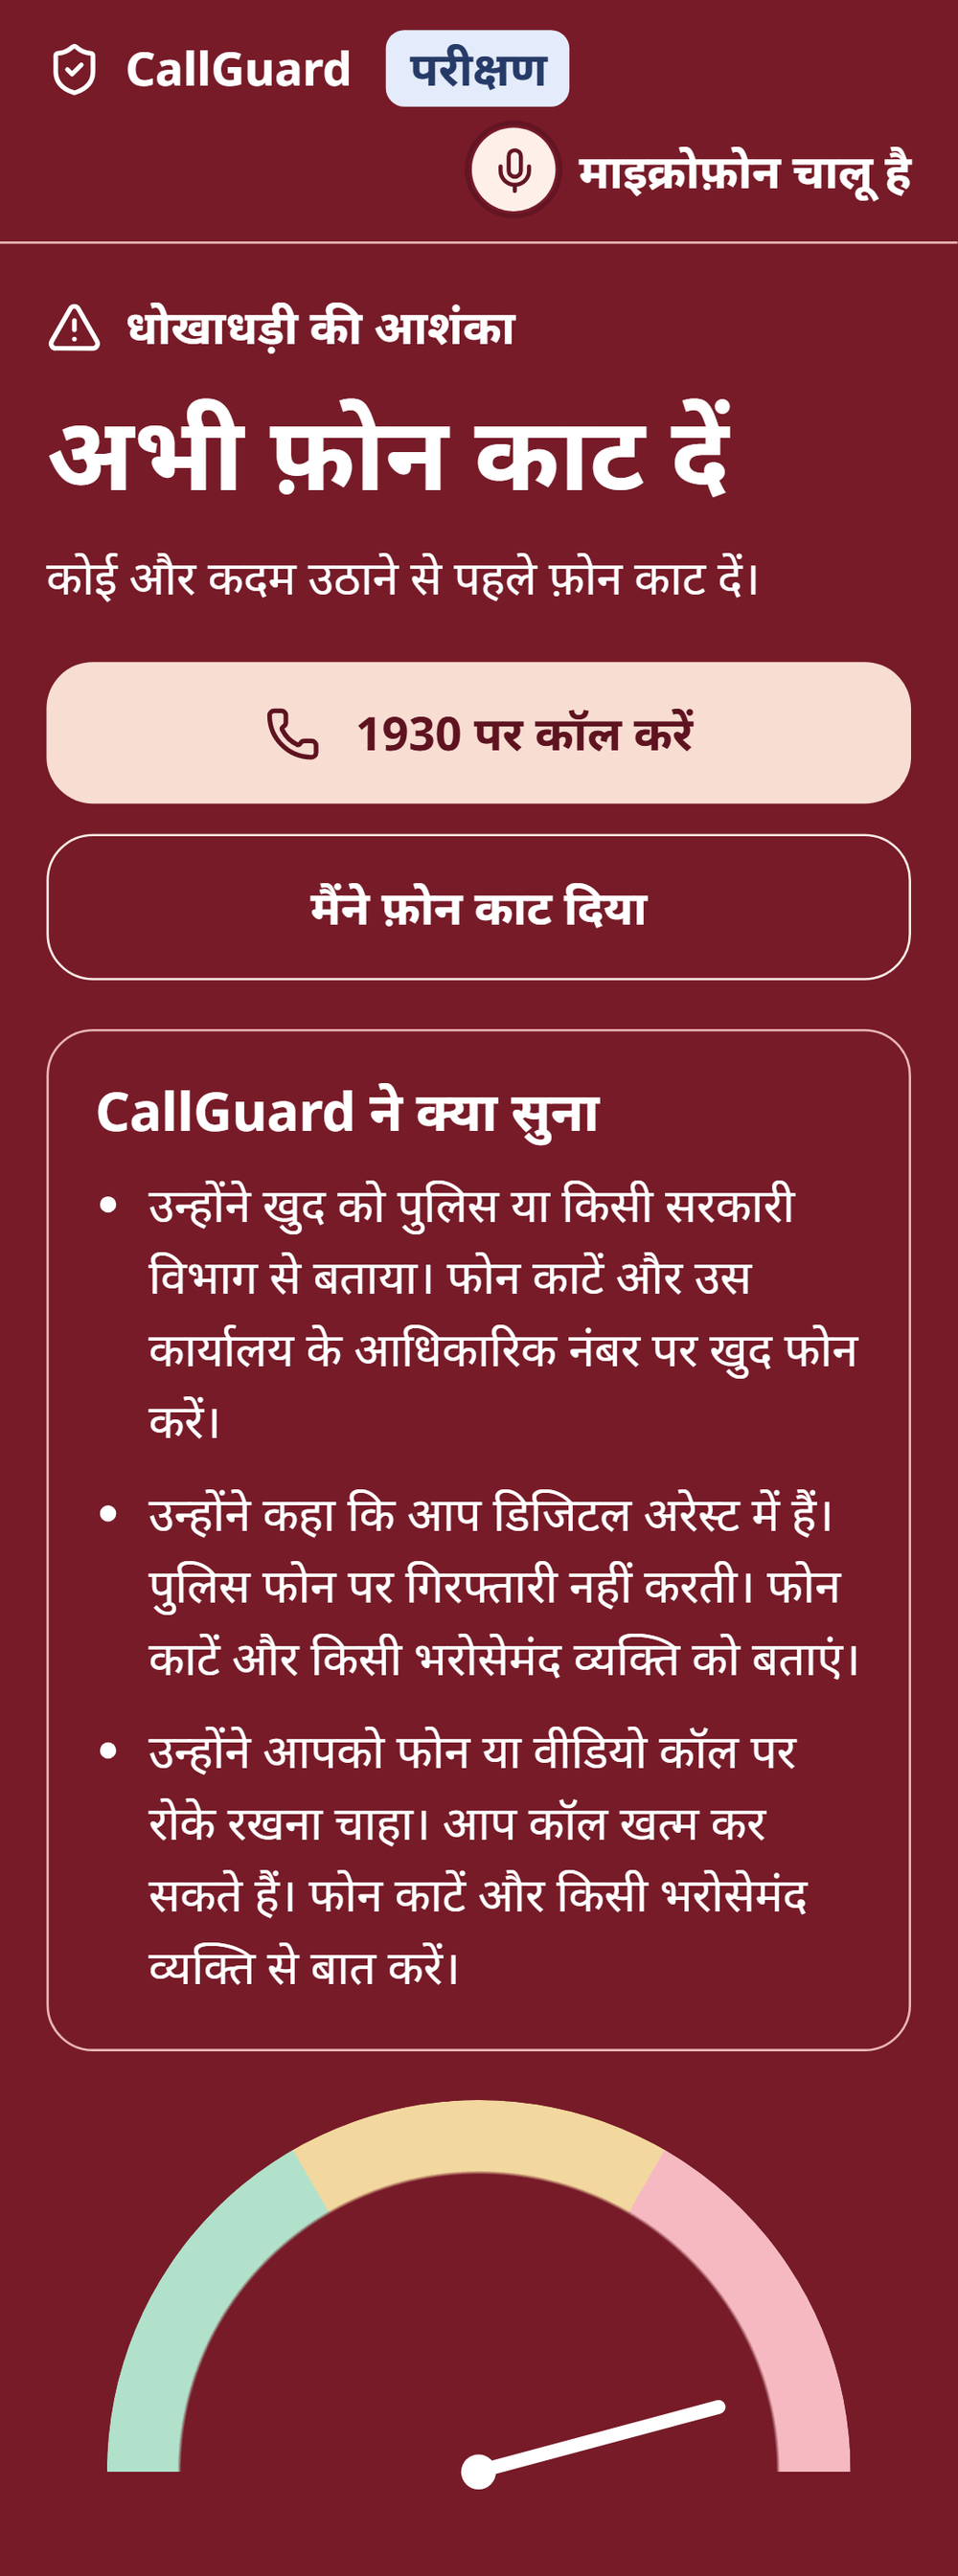 CallGuard परीक्षण
माइक्रोफ़ोन चालू है
धोखाधड़ी की आशंका
अभी फ़ोन काट दें
कोई और कदम उठाने से पहले फ़ोन काट दें।
1930 पर कॉल करें
मैंने फ़ोन काट दिया
CallGuard ने क्या सुना
• उन्होंने खुद को पुलिस या किसी सरकारी
विभाग से बताया। फोन काटें और उस
कार्यालय के आधिकारिक नंबर पर खुद फोन
करें।
• उन्होंने कहा कि आप डिजिटल अरेस्ट में हैं।
पुलिस फोन पर गिरफ्तारी नहीं करती। फोन
काटें और किसी भरोसेमंद व्यक्ति को बताएं।
• उन्होंने आपको फोन या वीडियो कॉल पर
रोके रखना चाहा। आप कॉल खत्म कर
सकते हैं। फोन काटें और किसी भरोसेमंद
व्यक्ति से बात करें।